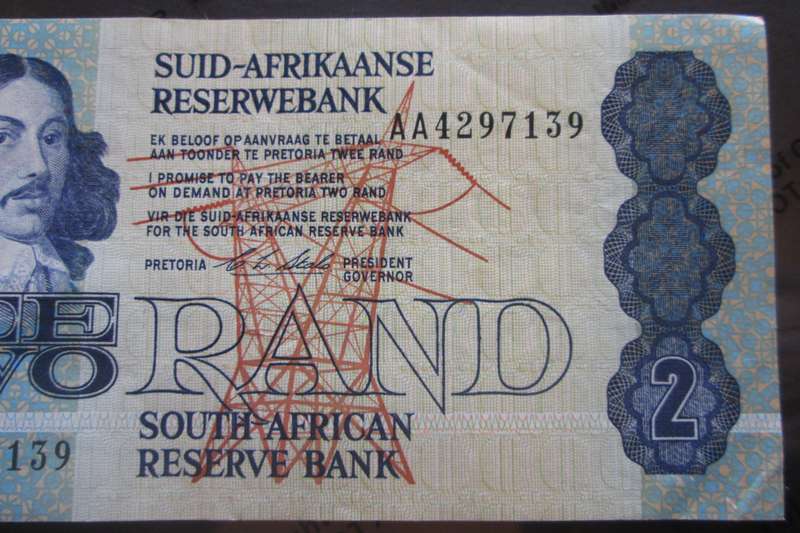 SUID-AFRIKAANSE
RESERWEBANK
AA4297139
EK BELOOF OP AANVRAAG TE BETAAL
AAN TOONDER TE PRETORIA TWEE RAND
I PROMISE TO PAY THE BEARER
ON DEMAND AT PRETORIA TWO RAND
VIR DIE SUID-AFRIKAANSE RESERWEBANK
FOR THE SOUTH AFRICAN RESERVE BANK
PRETORIA PRESIDENT
GOVERNOR
RAND
2
SOUTH AFRICAN
RESERVE BANK
139